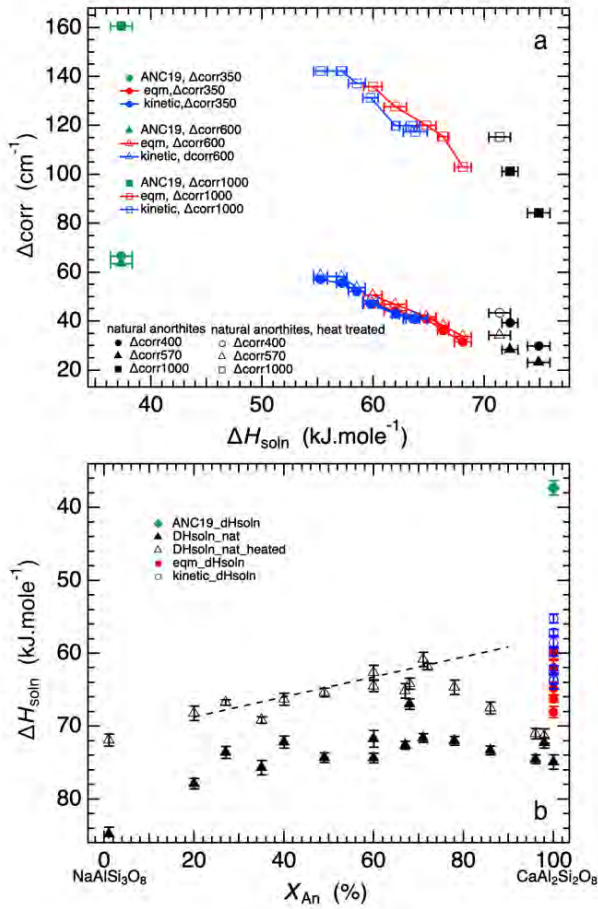 a
160
140
120
100
80
60
40
20
Δcorr (cm⁻¹)
ANC19, Δcorr350
eqm,Δcorr350
kinetic, Δcorr350
ANC19, Δcorr600
eqm, Δcorr600
kinetic, dcorr600
ANC19, Δcorr1000
eqm, Δcorr1000
kinetic, Δcorr1000
natural anorthites
Δcorr400
Δcorr570
Δcorr1000
natural anorthites, heat treated
Δcorr400
Δcorr570
Δcorr1000
40 50 60 70 80
ΔHsoln (kJ.mole⁻¹)
40
50
60
70
80
ΔHsoln (kJ.mole⁻¹)
ANC19_dHsoln
DHsoln_nat
DHsoln_nat_heated
eqm_dHsoln
kinetic_dHsoln
b
0 20 40 60 80 100
NaAlSi₃O₈ CaAl₂Si₂O₈
XAn (%)